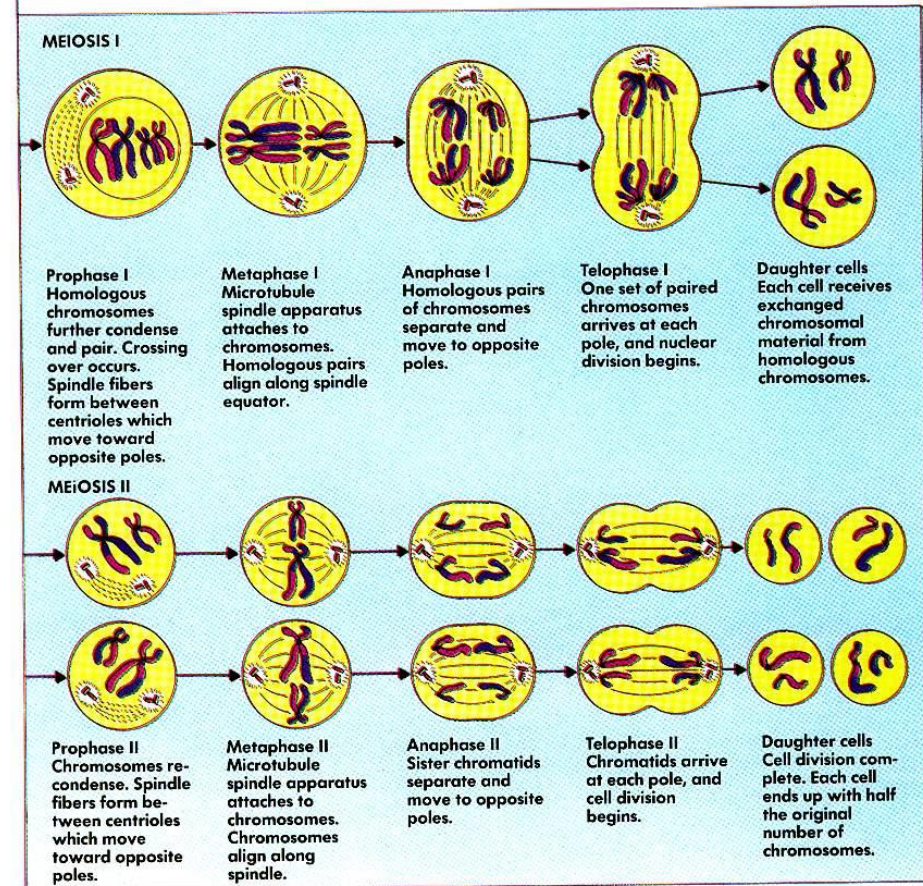 MEIOSIS I
Prophase I
Homologous
chromosomes
further condense
and pair. Crossing
over occurs.
Spindle fibers
form between
centrioles which
move toward
opposite poles.
Metaphase I
Microtubule
spindle apparatus
attaches to
chromosomes.
Homologous pairs
align along spindle
equator.
Anaphase I
Homologous pairs
of chromosomes
separate and
move to opposite
poles.
Telophase I
One set of paired
chromosomes
arrives at each
pole, and nuclear
division begins.
Daughter cells
Each cell receives
exchanged
chromosomal
material from
homologous
chromosomes.
MEiOSIS II
Prophase II
Chromosomes re-
condense. Spindle
fibers form be-
tween centrioles
which move
toward opposite
poles.
Metaphase II
Microtubule
spindle apparatus
attaches to
chromosomes.
Chromosomes
align along
spindle.
Anaphase II
Sister chromatids
separate and
move to opposite
poles.
Telophase II
Chromatids arrive
at each pole, and
cell division
begins.
Daughter cells
Cell division com-
plete. Each cell
ends up with half
the original
number of
chromosomes.